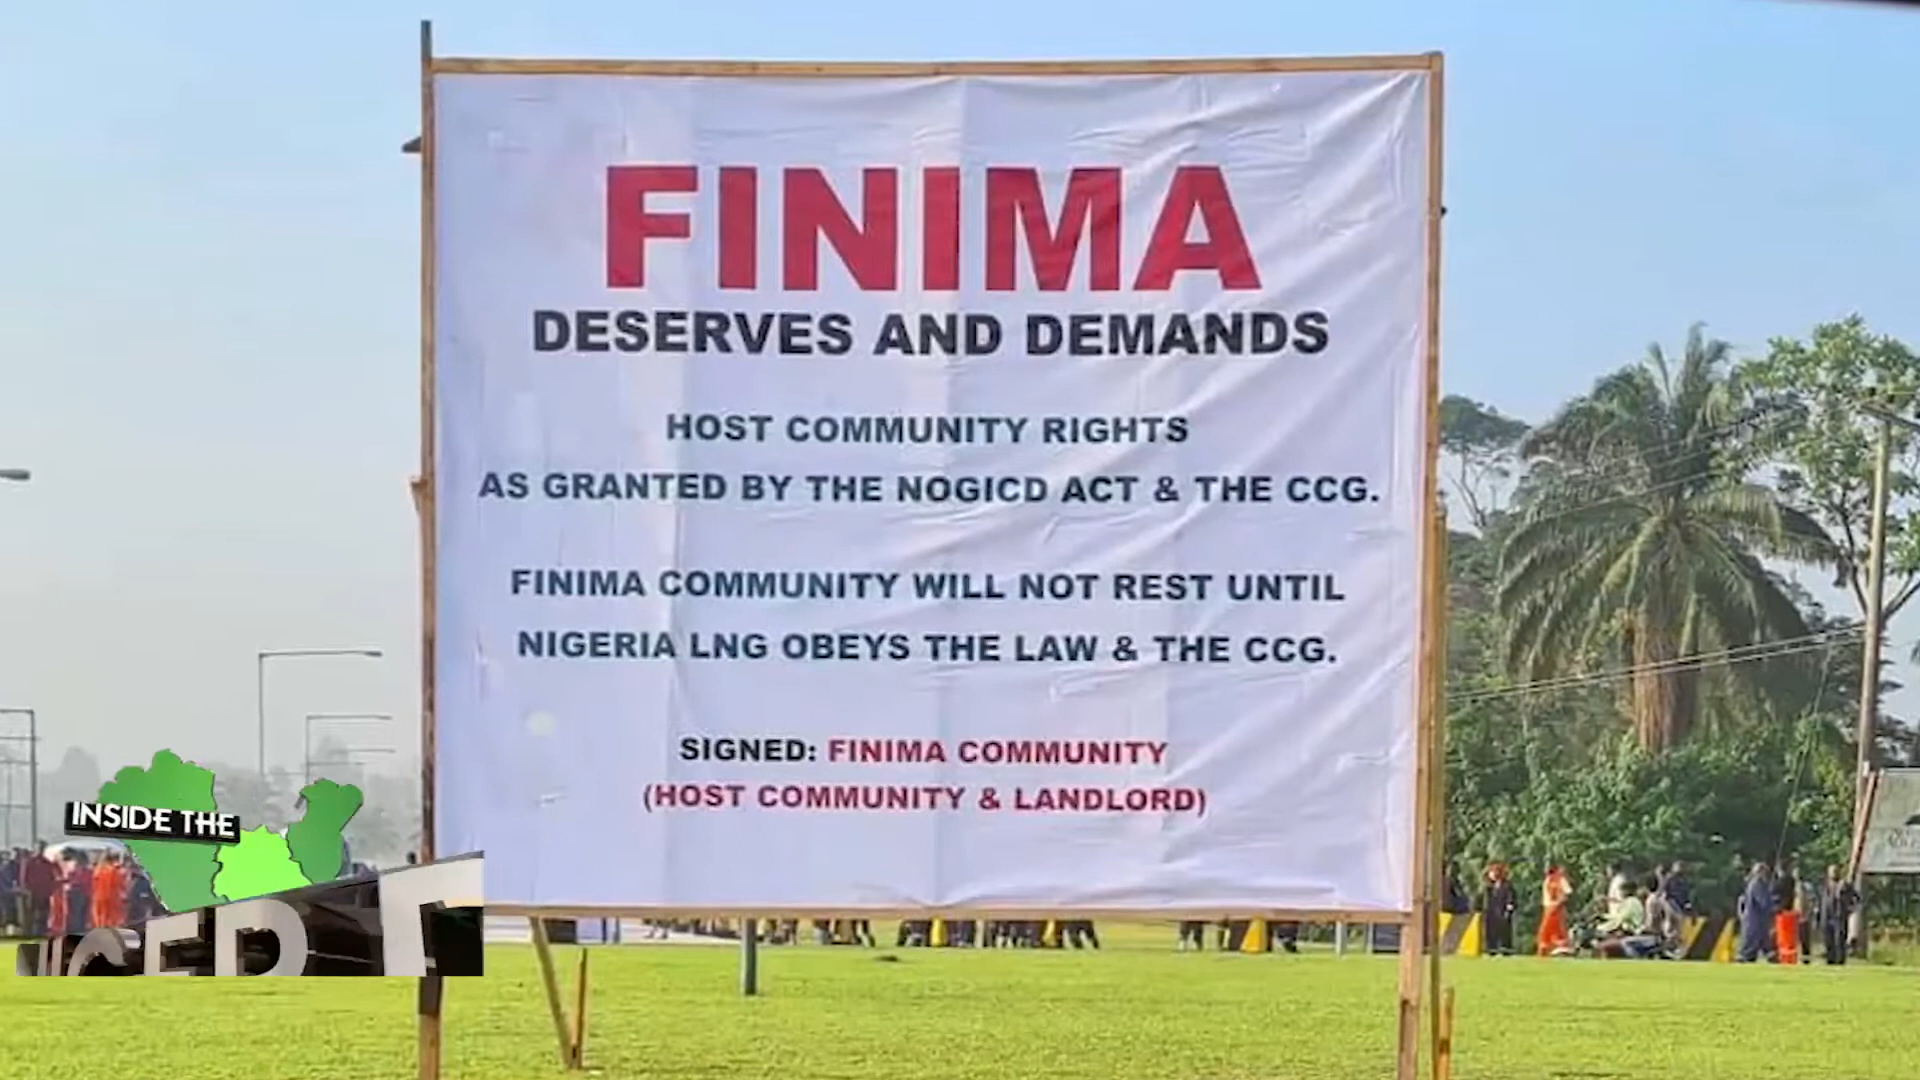 FINIMA
DESERVES AND DEMANDS
HOST COMMUNITY RIGHTS
AS GRANTED BY THE NOGICD ACT & THE CCG.
FINIMA COMMUNITY WILL NOT REST UNTIL
NIGERIA LNG OBEYS THE LAW & THE CCG.
SIGNED: FINIMA COMMUNITY
(HOST COMMUNITY & LANDLORD)
INSIDE THE